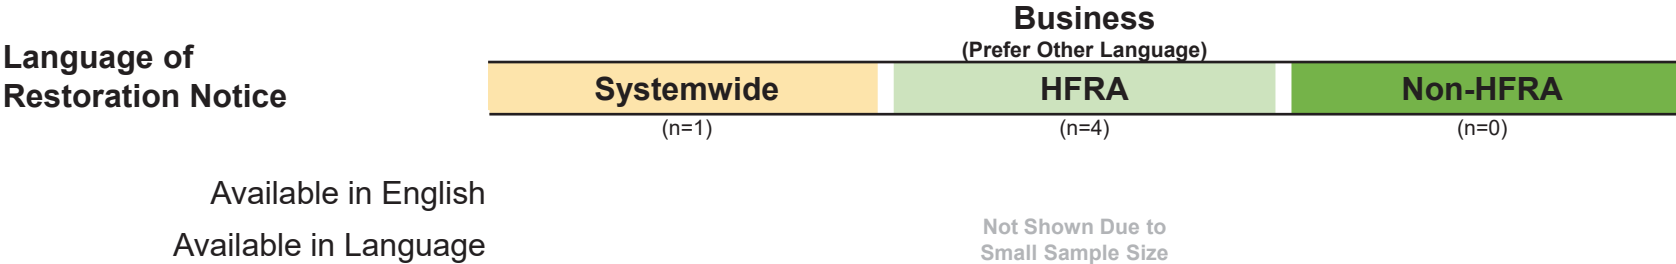 Business
(Prefer Other Language)
Language of
Restoration Notice
Systemwide HFRA Non-HFRA
(n=1) (n=4) (n=0)
Available in English
Available in Language
Not Shown Due to
Small Sample Size